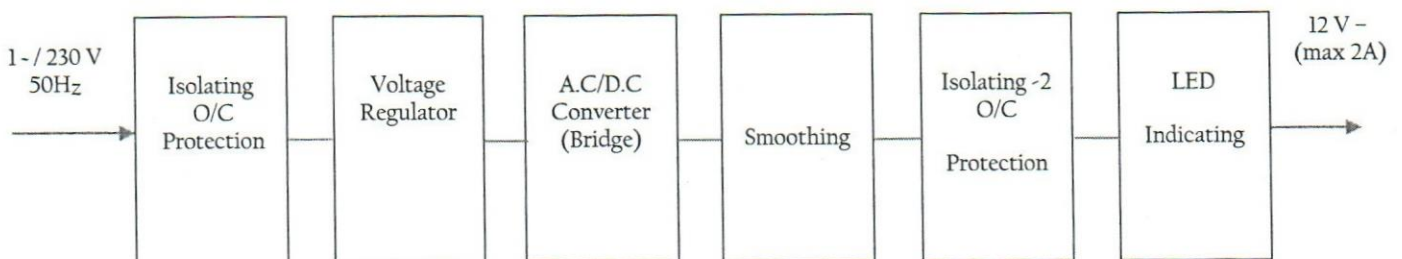 1 - / 230 V
50Hz
Isolating
O/C
Protection
Voltage
Regulator
A.C/D.C
Converter
(Bridge)
Smoothing
Isolating -2
O/C
Protection
LED
Indicating
12 V –
(max 2A)